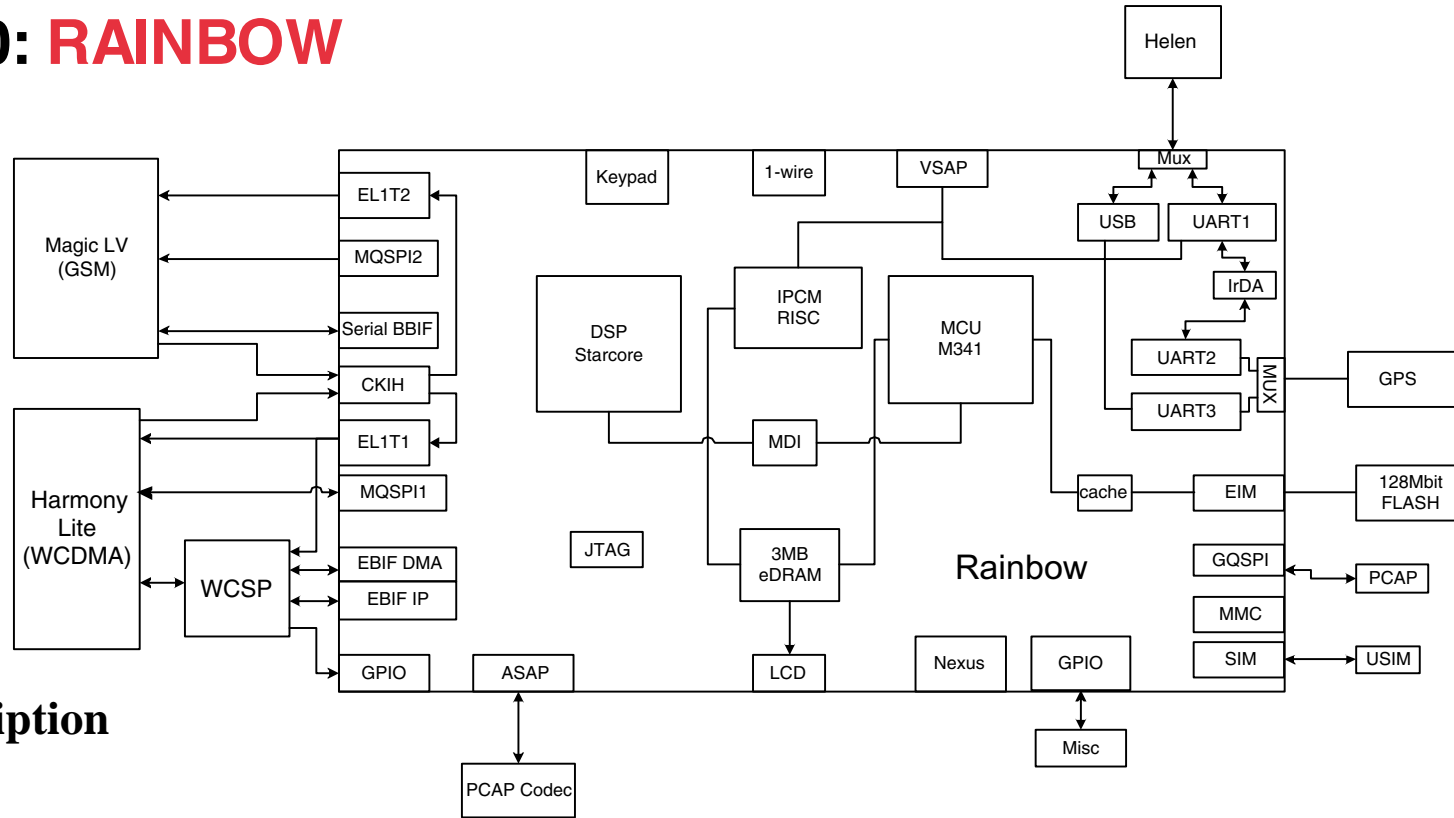 0: RAINBOW
Helen
Mux
Keypad
1-wire
VSAP
EL1T2
USB
UART1
Magic LV
(GSM)
MQSPI2
IrDA
IPCM
RISC
DSP
Starcore
MCU
M341
Serial BBIF
UART2
MUX
GPS
CKIH
UART3
EL1T1
MDI
MQSPI1
cache
EIM
128Mbit
FLASH
Harmony
Lite
(WCDMA)
JTAG
3MB
eDRAM
Rainbow
GQSPI
PCAP
EBIF DMA
WCSP
EBIF IP
MMC
GPIO
ASAP
LCD
Nexus
GPIO
SIM
USIM
iption
Misc
PCAP Codec